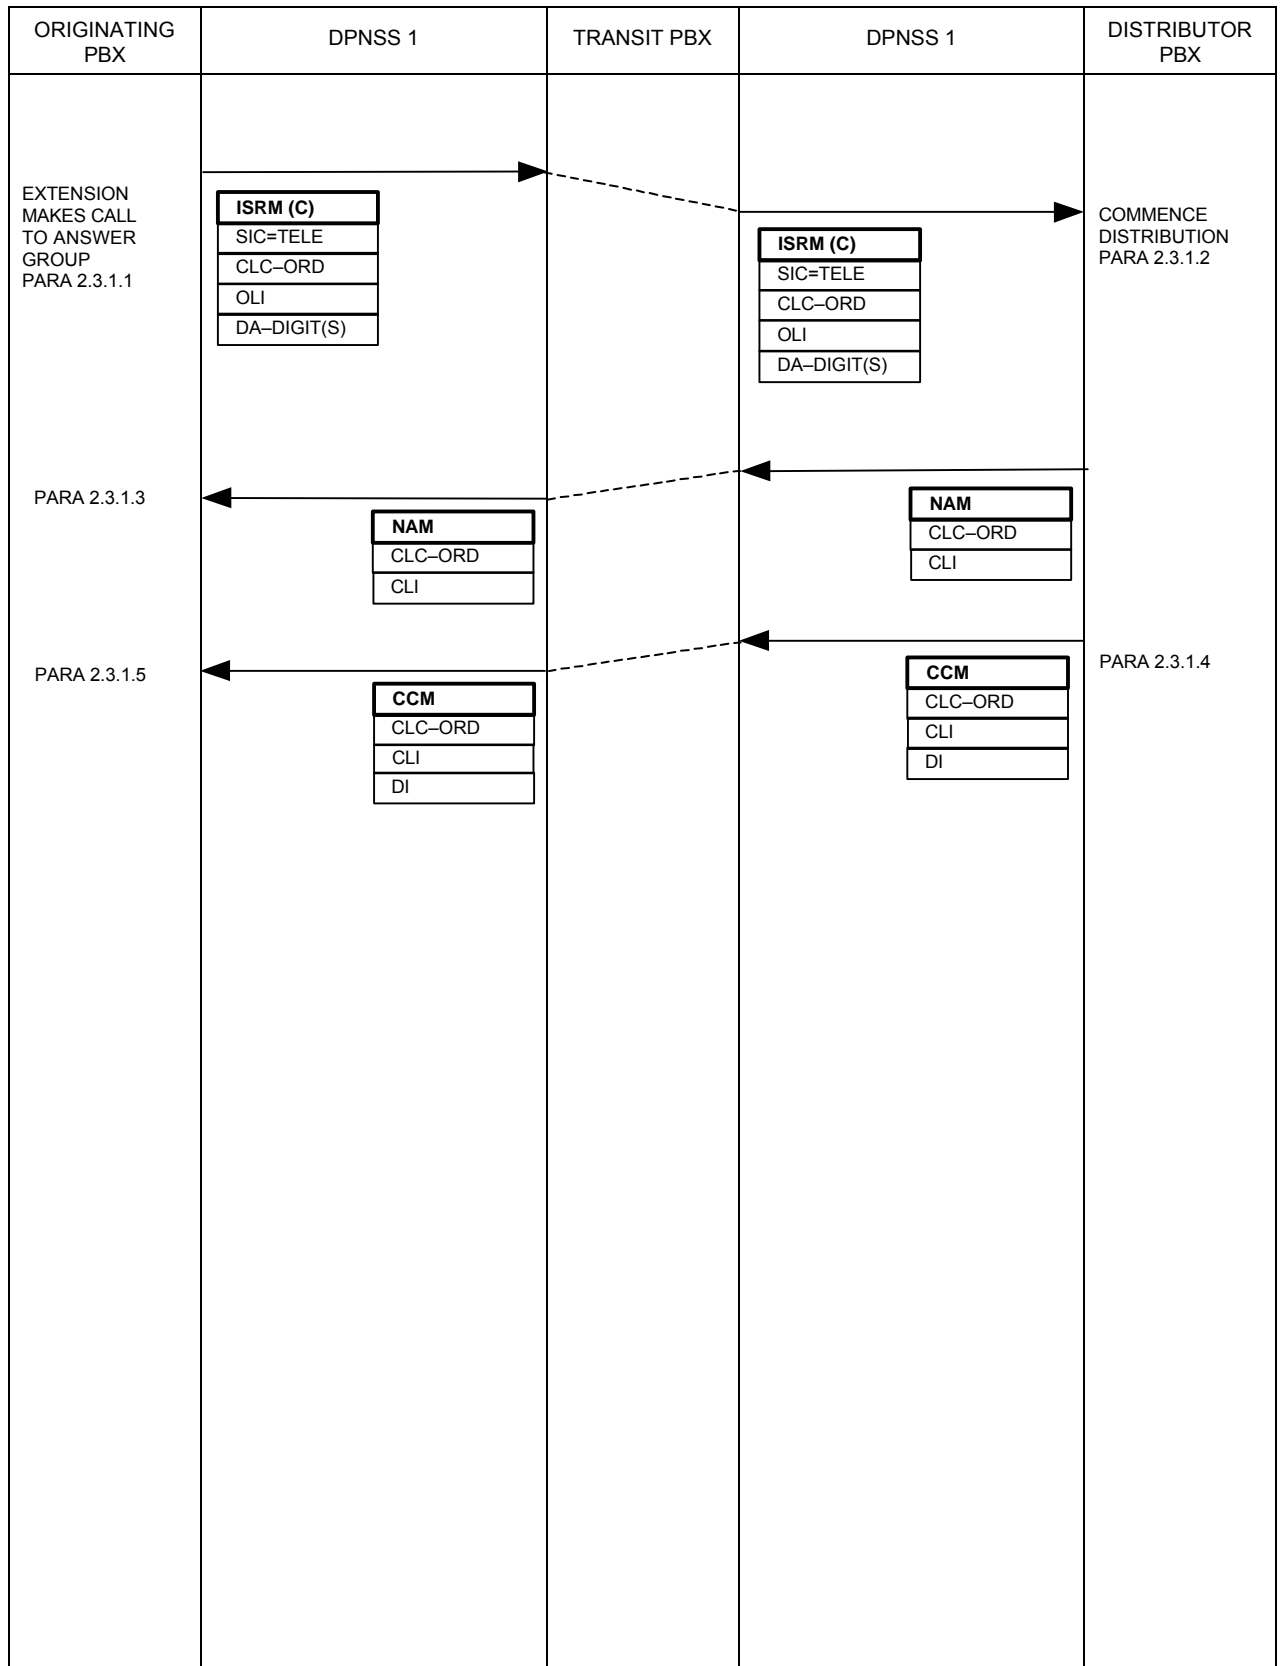 ORIGINATING
PBX
DPNSS 1
TRANSIT PBX
DPNSS 1
DISTRIBUTOR
PBX
EXTENSION
MAKES CALL
TO ANSWER
GROUP
PARA 2.3.1.1
ISRM (C)
SIC=TELE
CLC–ORD
OLI
DA–DIGIT(S)
ISRM (C)
SIC=TELE
CLC–ORD
OLI
DA–DIGIT(S)
COMMENCE
DISTRIBUTION
PARA 2.3.1.2
PARA 2.3.1.3
NAM
CLC–ORD
CLI
NAM
CLC–ORD
CLI
PARA 2.3.1.5
CCM
CLC–ORD
CLI
DI
CCM
CLC–ORD
CLI
DI
PARA 2.3.1.4